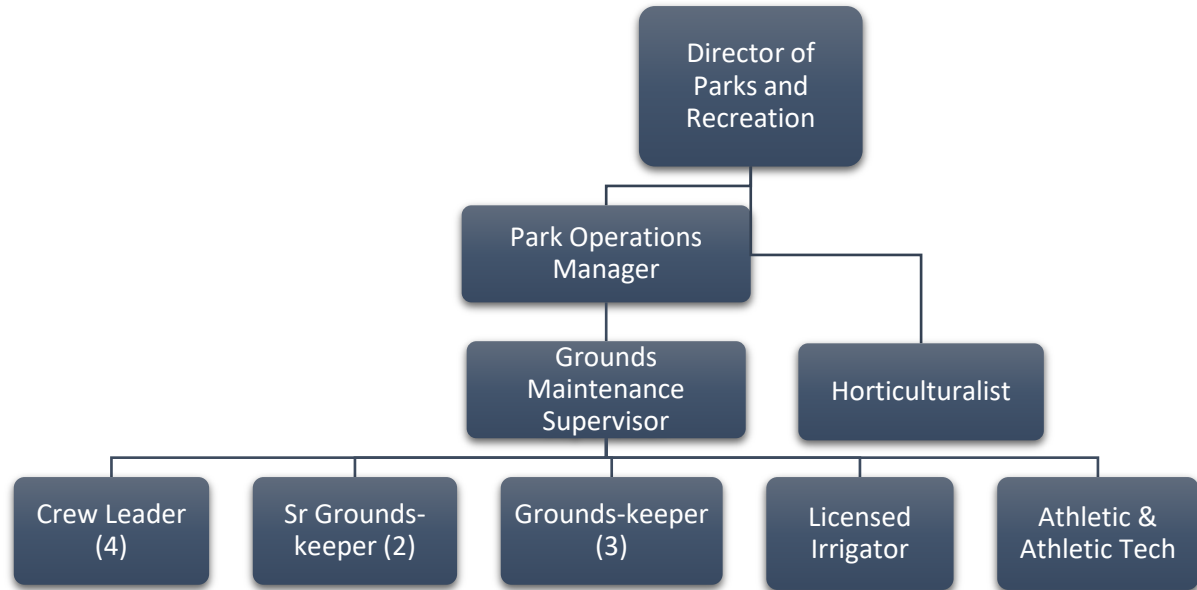 Director of
Parks and
Recreation
Park Operations
Manager
Grounds
Maintenance
Supervisor
Horticulturalist
Crew Leader
(4)
Sr Grounds-
keeper (2)
Grounds-keeper
(3)
Licensed
Irrigator
Athletic &
Athletic Tech